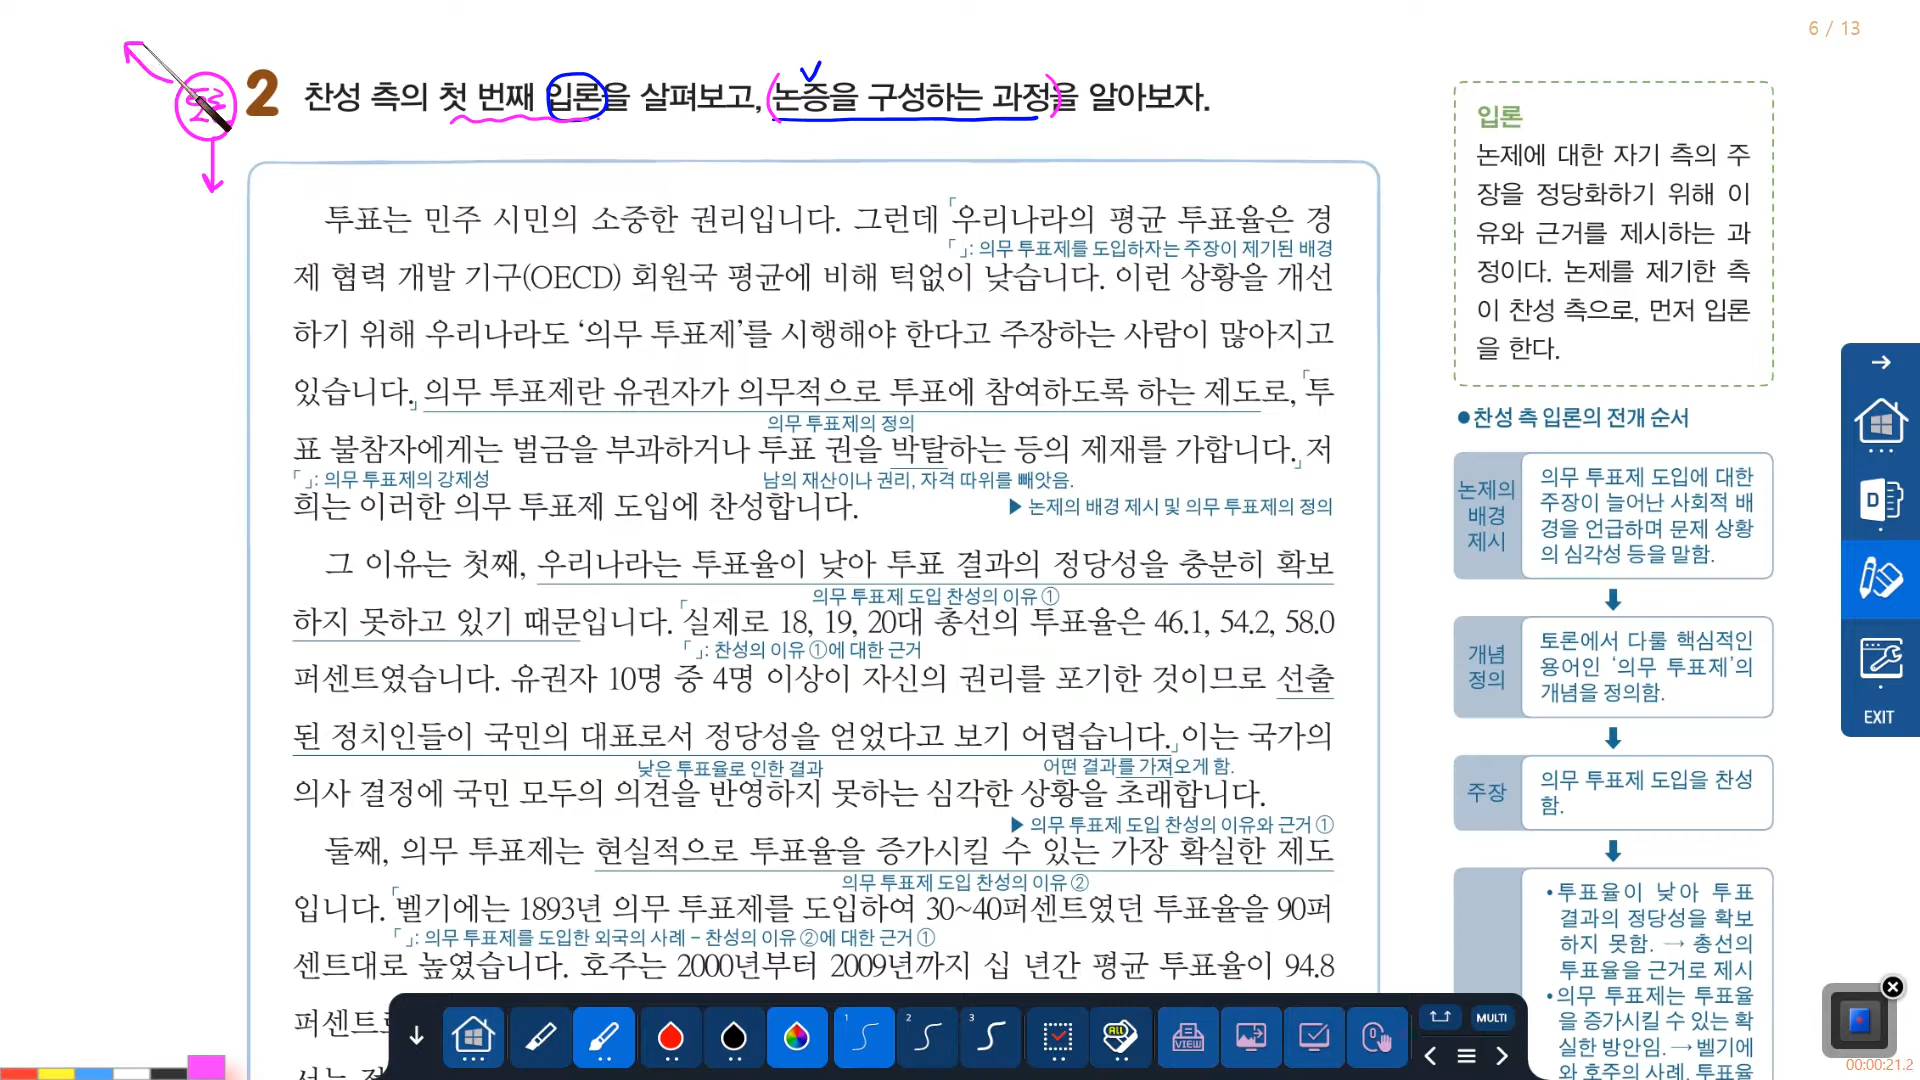 6 / 13
2 찬성 측의 첫 번째 입론을 살펴보고, 논증을 구성하는 과정을 알아보자.
투표는 민주 시민의 소중한 권리입니다. 그런데 「우리나라의 평균 투표율은 경
「 」: 의무 투표제를 도입하자는 주장이 제기된 배경
제 협력 개발 기구(OECD) 회원국 평균에 비해 턱없이 낮습니다. 이런 상황을 개선
하기 위해 우리나라도 ‘의무 투표제’를 시행해야 한다고 주장하는 사람이 많아지고
있습니다.」 의무 투표제란 유권자가 의무적으로 투표에 참여하도록 하는 제도로, 「투
의무 투표제의 정의
표 불참자에게는 벌금을 부과하거나 투표 권을 박탈하는 등의 제재를 가합니다.」 저
「 」: 의무 투표제의 강제성
남의 재산이나 권리, 자격 따위를 빼앗음.
희는 이러한 의무 투표제 도입에 찬성합니다.
▶ 논제의 배경 제시 및 의무 투표제의 정의
그 이유는 첫째, 우리나라는 투표율이 낮아 투표 결과의 정당성을 충분히 확보
의무 투표제 도입 찬성의 이유 ①
하지 못하고 있기 때문입니다. 「실제로 18, 19, 20대 총선의 투표율은 46.1, 54.2, 58.0
「 」: 찬성의 이유 ①에 대한 근거
퍼센트였습니다. 유권자 10명 중 4명 이상이 자신의 권리를 포기한 것이므로 선출
된 정치인들이 국민의 대표로서 정당성을 얻었다고 보기 어렵습니다.」 이는 국가의
낮은 투표율로 인한 결과
어떤 결과를 가져오게 함.
의사 결정에 국민 모두의 의견을 반영하지 못하는 심각한 상황을 초래합니다.
▶ 의무 투표제 도입 찬성의 이유와 근거 ①
둘째, 의무 투표제는 현실적으로 투표율을 증가시킬 수 있는 가장 확실한 제도
의무 투표제 도입 찬성의 이유 ②
입니다. 「벨기에는 1893년 의무 투표제를 도입하여 30~40퍼센트였던 투표율을 90퍼
「 」: 의무 투표제를 도입한 외국의 사례 – 찬성의 이유 ②에 대한 근거 ①
센트대로 높였습니다. 호주는 2000년부터 2009년까지 십 년간 평균 투표율이 94.8
퍼센트
입론
논제에 대한 자기 측의 주
장을 정당화하기 위해 이
유와 근거를 제시하는 과
정이다. 논제를 제기한 측
이 찬성 측으로, 먼저 입론
을 한다.
●찬성 측 입론의 전개 순서
논제의
배경
제시
의무 투표제 도입에 대한
주장이 늘어난 사회적 배
경을 언급하며 문제 상황
의 심각성 등을 말함.
개념
정의
토론에서 다룰 핵심적인
용어인 ‘의무 투표제’의
개념을 정의함.
주장
의무 투표제 도입을 찬성
함.
•투표율이 낮아 투표
결과의 정당성을 확보
하지 못함. → 총선의
투표율을 근거로 제시
•의무 투표제는 투표율
을 증가시킬 수 있는 확
실한 방안임. → 벨기에
와 호주의 사례, 투표율
D
EXIT
1
2
3
ALL
VIEW
MULTI
00:00:21.2